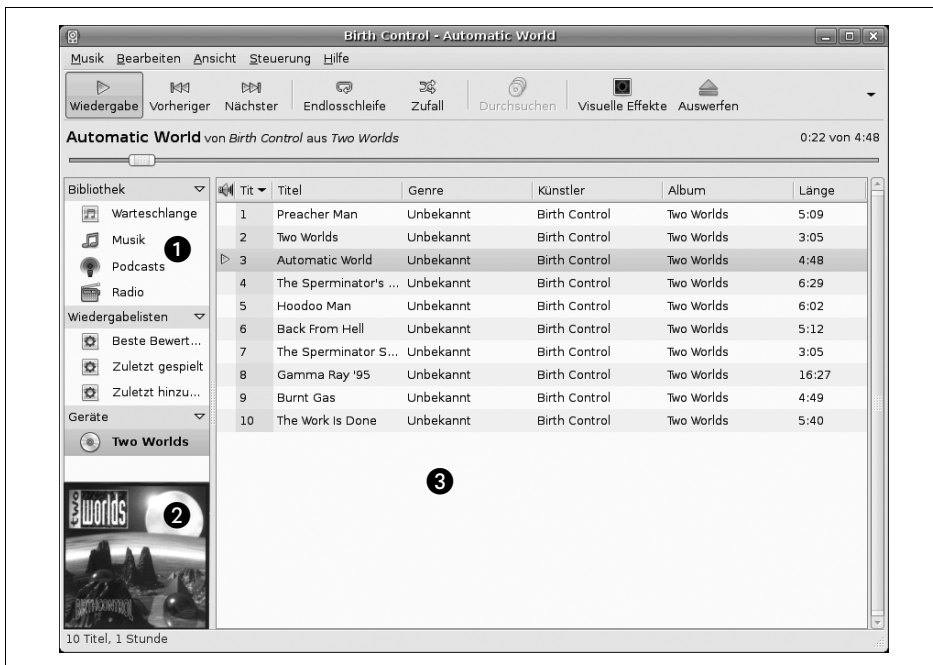 Birth Control - Automatic World
Musik Bearbeiten Ansicht Steuerung Hilfe
Wiedergabe Vorheriger Nächster Endlosschleife Zufall Durchsuchen Visuelle Effekte Auswerfen
Automatic World von Birth Control aus Two Worlds 0:22 von 4:48
Bibliothek
Warteschlange
Musik
1
Podcasts
Radio
Wiedergabelisten
Beste Bewert...
Zuletzt gespielt
Zuletzt hinzu...
Geräte
Two Worlds
two worlds
2
BIRTH CONTROL
Tit Titel Genre Künstler Album Länge
1 Preacher Man Unbekannt Birth Control Two Worlds 5:09
2 Two Worlds Unbekannt Birth Control Two Worlds 3:05
3 Automatic World Unbekannt Birth Control Two Worlds 4:48
4 The Sperminator's ... Unbekannt Birth Control Two Worlds 6:29
5 Hoodoo Man Unbekannt Birth Control Two Worlds 6:02
6 Back From Hell Unbekannt Birth Control Two Worlds 5:12
7 The Sperminator S... Unbekannt Birth Control Two Worlds 3:05
8 Gamma Ray '95 Unbekannt Birth Control Two Worlds 16:27
9 Burnt Gas Unbekannt Birth Control Two Worlds 4:49
10 The Work Is Done Unbekannt Birth Control Two Worlds 5:40
3
10 Titel, 1 Stunde